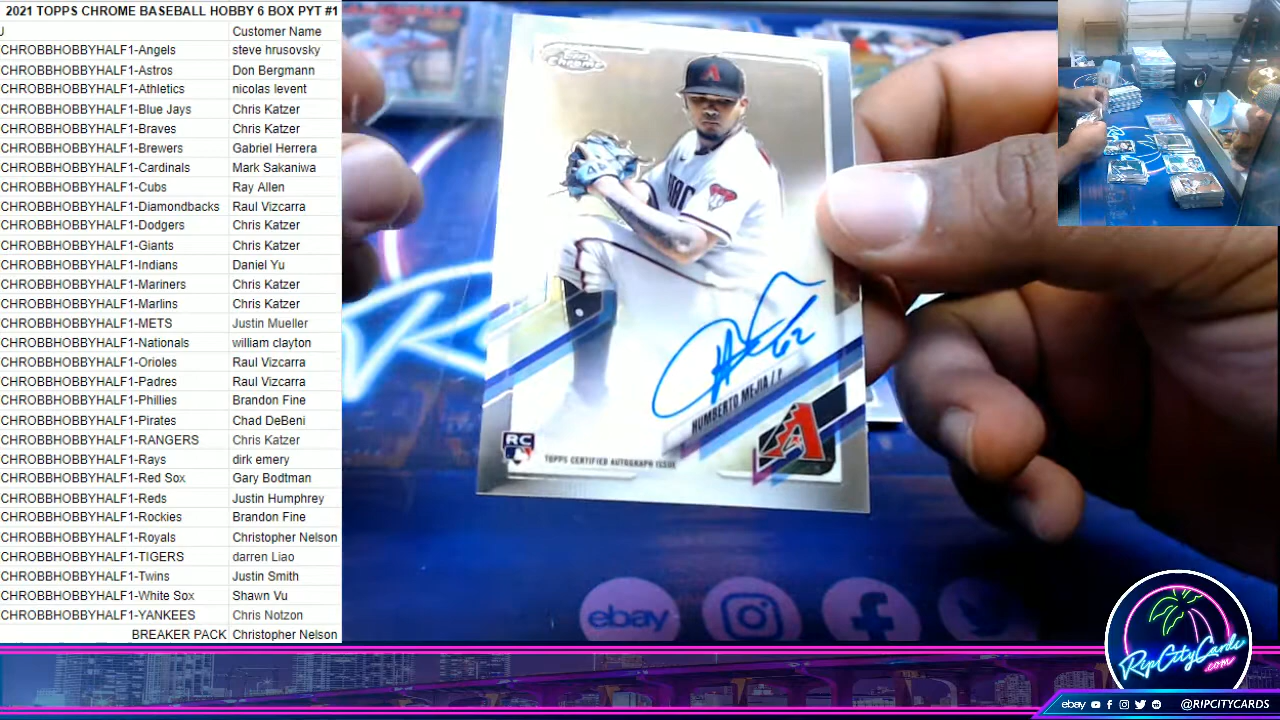 2021 TOPPS CHROME BASEBALL HOBBY 6 BOX PYT #1
Customer Name
CHROBBHOBBYHALF1-Angels steve hrusovsky
CHROBBHOBBYHALF1-Astros Don Bergmann
CHROBBHOBBYHALF1-Athletics nicolas levent
CHROBBHOBBYHALF1-Blue Jays Chris Katzer
CHROBBHOBBYHALF1-Braves Chris Katzer
CHROBBHOBBYHALF1-Brewers Gabriel Herrera
CHROBBHOBBYHALF1-Cardinals Mark Sakaniwa
CHROBBHOBBYHALF1-Cubs Ray Allen
CHROBBHOBBYHALF1-Diamondbacks Raul Vizcarra
CHROBBHOBBYHALF1-Dodgers Chris Katzer
CHROBBHOBBYHALF1-Giants Chris Katzer
CHROBBHOBBYHALF1-Indians Daniel Yu
CHROBBHOBBYHALF1-Mariners Chris Katzer
CHROBBHOBBYHALF1-Marlins Chris Katzer
CHROBBHOBBYHALF1-METS Justin Mueller
CHROBBHOBBYHALF1-Nationals william clayton
CHROBBHOBBYHALF1-Orioles Raul Vizcarra
CHROBBHOBBYHALF1-Padres Raul Vizcarra
CHROBBHOBBYHALF1-Phillies Brandon Fine
CHROBBHOBBYHALF1-Pirates Chad DeBeni
CHROBBHOBBYHALF1-RANGERS Chris Katzer
CHROBBHOBBYHALF1-Rays dirk emery
CHROBBHOBBYHALF1-Red Sox Gary Bodtman
CHROBBHOBBYHALF1-Reds Justin Humphrey
CHROBBHOBBYHALF1-Rockies Brandon Fine
CHROBBHOBBYHALF1-Royals Christopher Nelson
CHROBBHOBBYHALF1-TIGERS darren Liao
CHROBBHOBBYHALF1-Twins Justin Smith
CHROBBHOBBYHALF1-White Sox Shawn Vu
CHROBBHOBBYHALF1-YANKEES Chris Notzon
BREAKER PACK Christopher Nelson
Topps Chrome
A
62
HUMBERTO MEJIA / P
RC
TOPPS CERTIFIED AUTOGRAPH ISSUE
A
ebay
RipCityCards
.com
ebay @RIPCITYCARDS